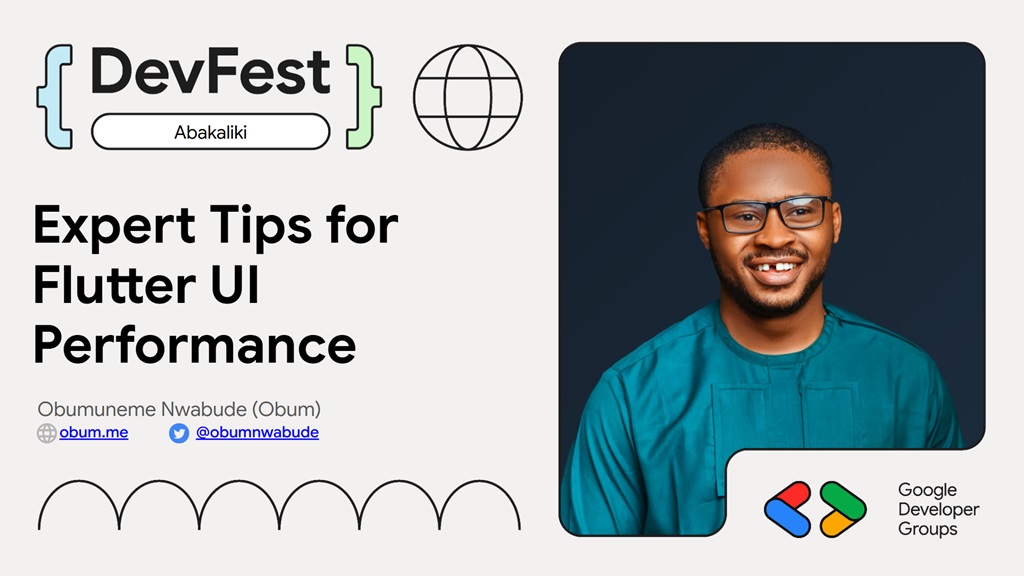 DevFest
Abakaliki
Expert Tips for
Flutter UI
Performance
Obumuneme Nwabude (Obum)
obum.me @obumnwabude
Google
Developer
Groups